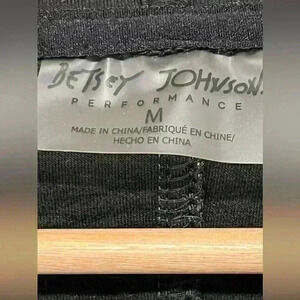 BETSEY JOHNSON.
PERFORMANCE
M
MADE IN CHINA/FABRIQUÉ EN CHINE/
HECHO EN CHINA